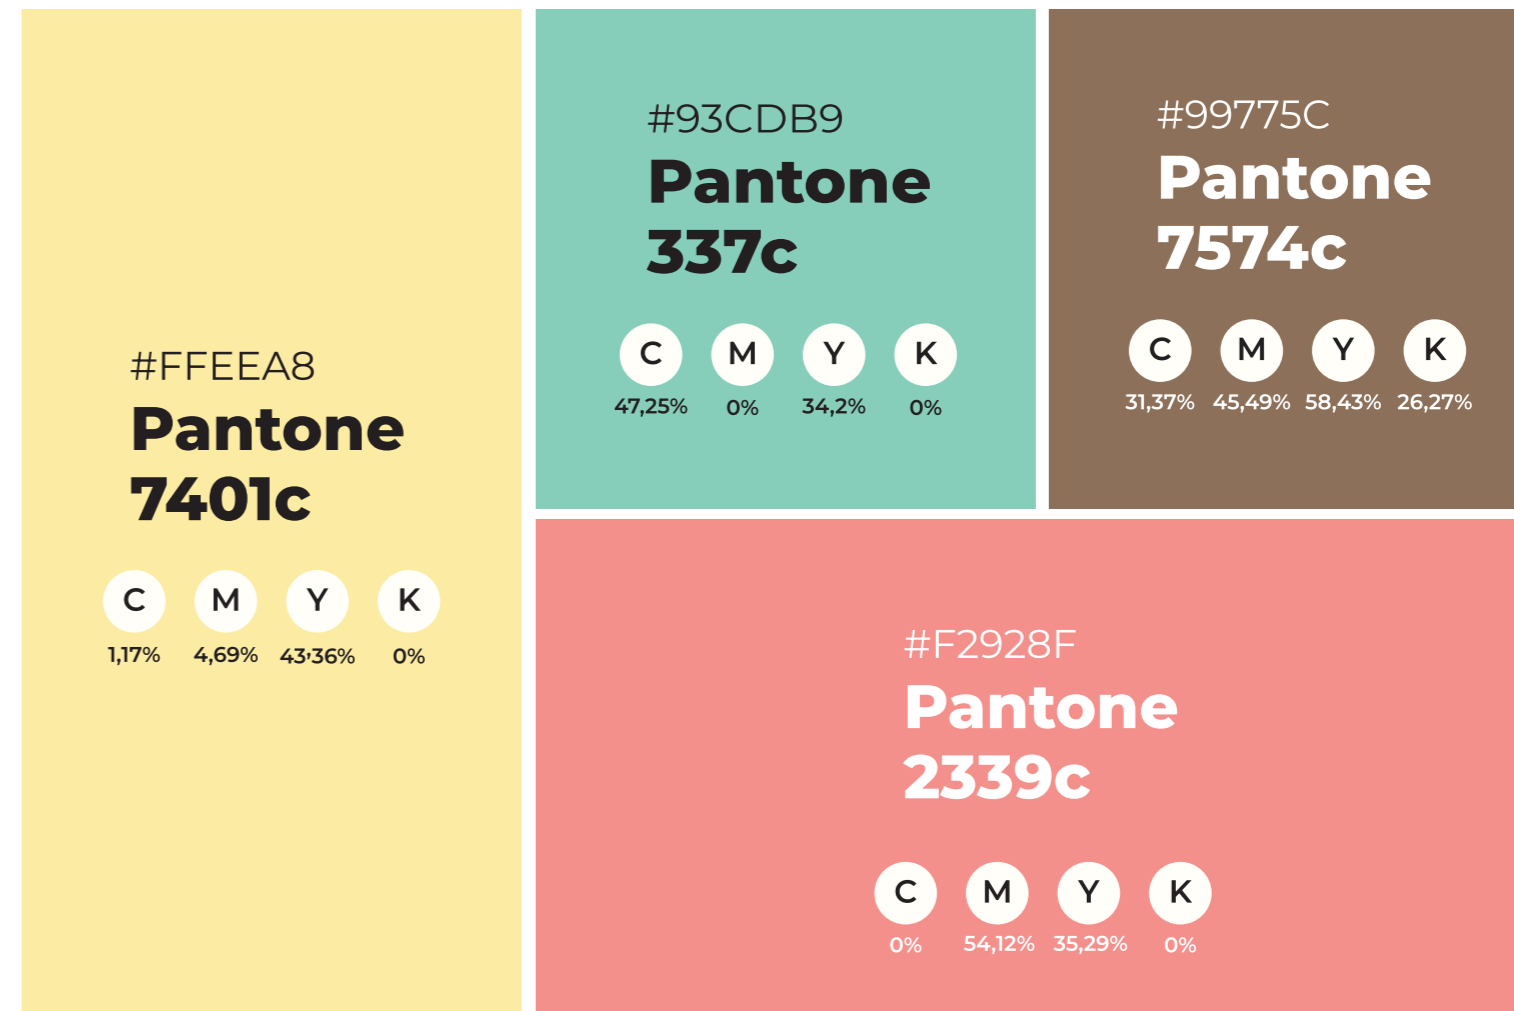 #FFEEA8
Pantone
7401c
C M Y K
1,17% 4,69% 43,36% 0%
#93CDB9
Pantone
337c
C M Y K
47,25% 0% 34,2% 0%
#99775C
Pantone
7574c
C M Y K
31,37% 45,49% 58,43% 26,27%
#F2928F
Pantone
2339c
C M Y K
0% 54,12% 35,29% 0%